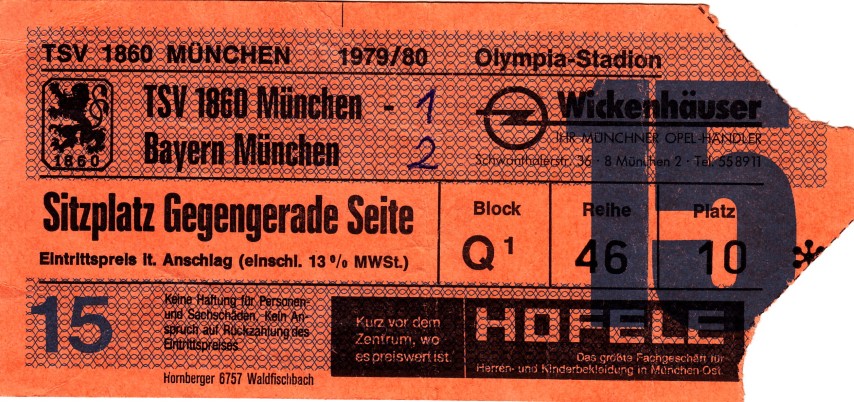 TSV 1860 MÜNCHEN 1979/80 Olympia-Stadion
TSV 1860 München - 1
Bayern München 2
1860
Wickenhäuser
IHR MÜNCHNER OPEL-HÄNDLER
Schwanthalerstr. 36 · 8 München 2 · Tel. 558911
Sitzplatz Gegengerade Seite
Eintrittspreis lt. Anschlag (einschl. 13% MWSt.)
Block Reihe Platz
Q1 46 10 *
15
15
Keine Haftung für Personen-
und Sachschäden. Kein An-
spruch auf Rückzahlung des
Eintrittspreises
Hornberger 6757 Waldfischbach
Kurz vor dem
Zentrum, wo
es preiswert ist.
HÖFELE
Das größte Fachgeschäft für
Herren- und Kinderbekleidung in München-Ost.